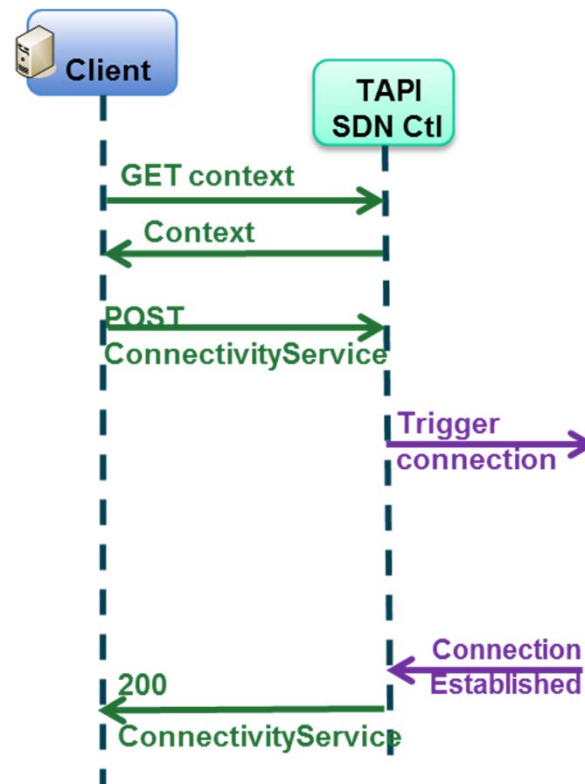 Client
TAPI
SDN Ctl
GET context
Context
POST
ConnectivityService
Trigger
connection
Connection
Established
200
ConnectivityService